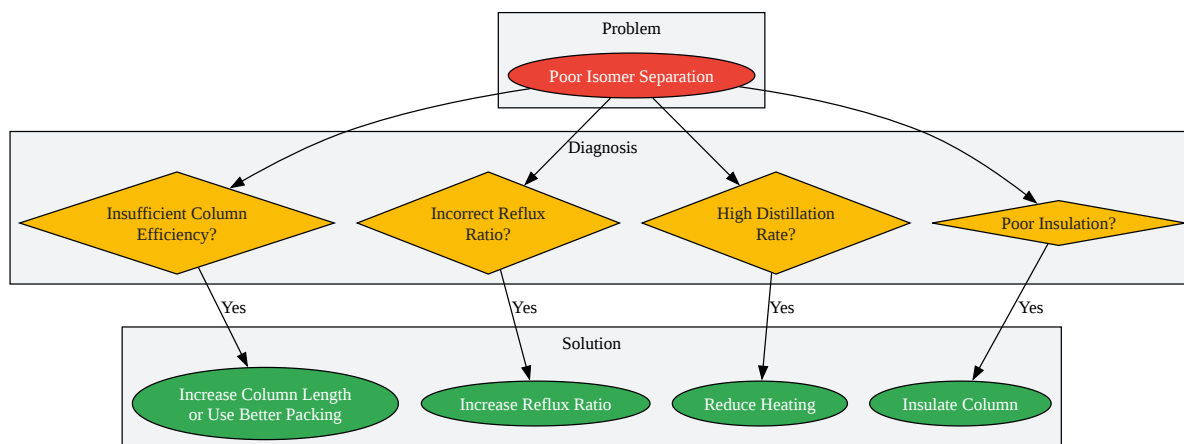 Problem
Poor Isomer Separation
Diagnosis
Insufficient Column
Efficiency?
Incorrect Reflux
Ratio?
High Distillation
Rate?
Poor Insulation?
Yes
Yes
Yes
Yes
Solution
Increase Column Length
or Use Better Packing
Increase Reflux Ratio
Reduce Heating
Insulate Column